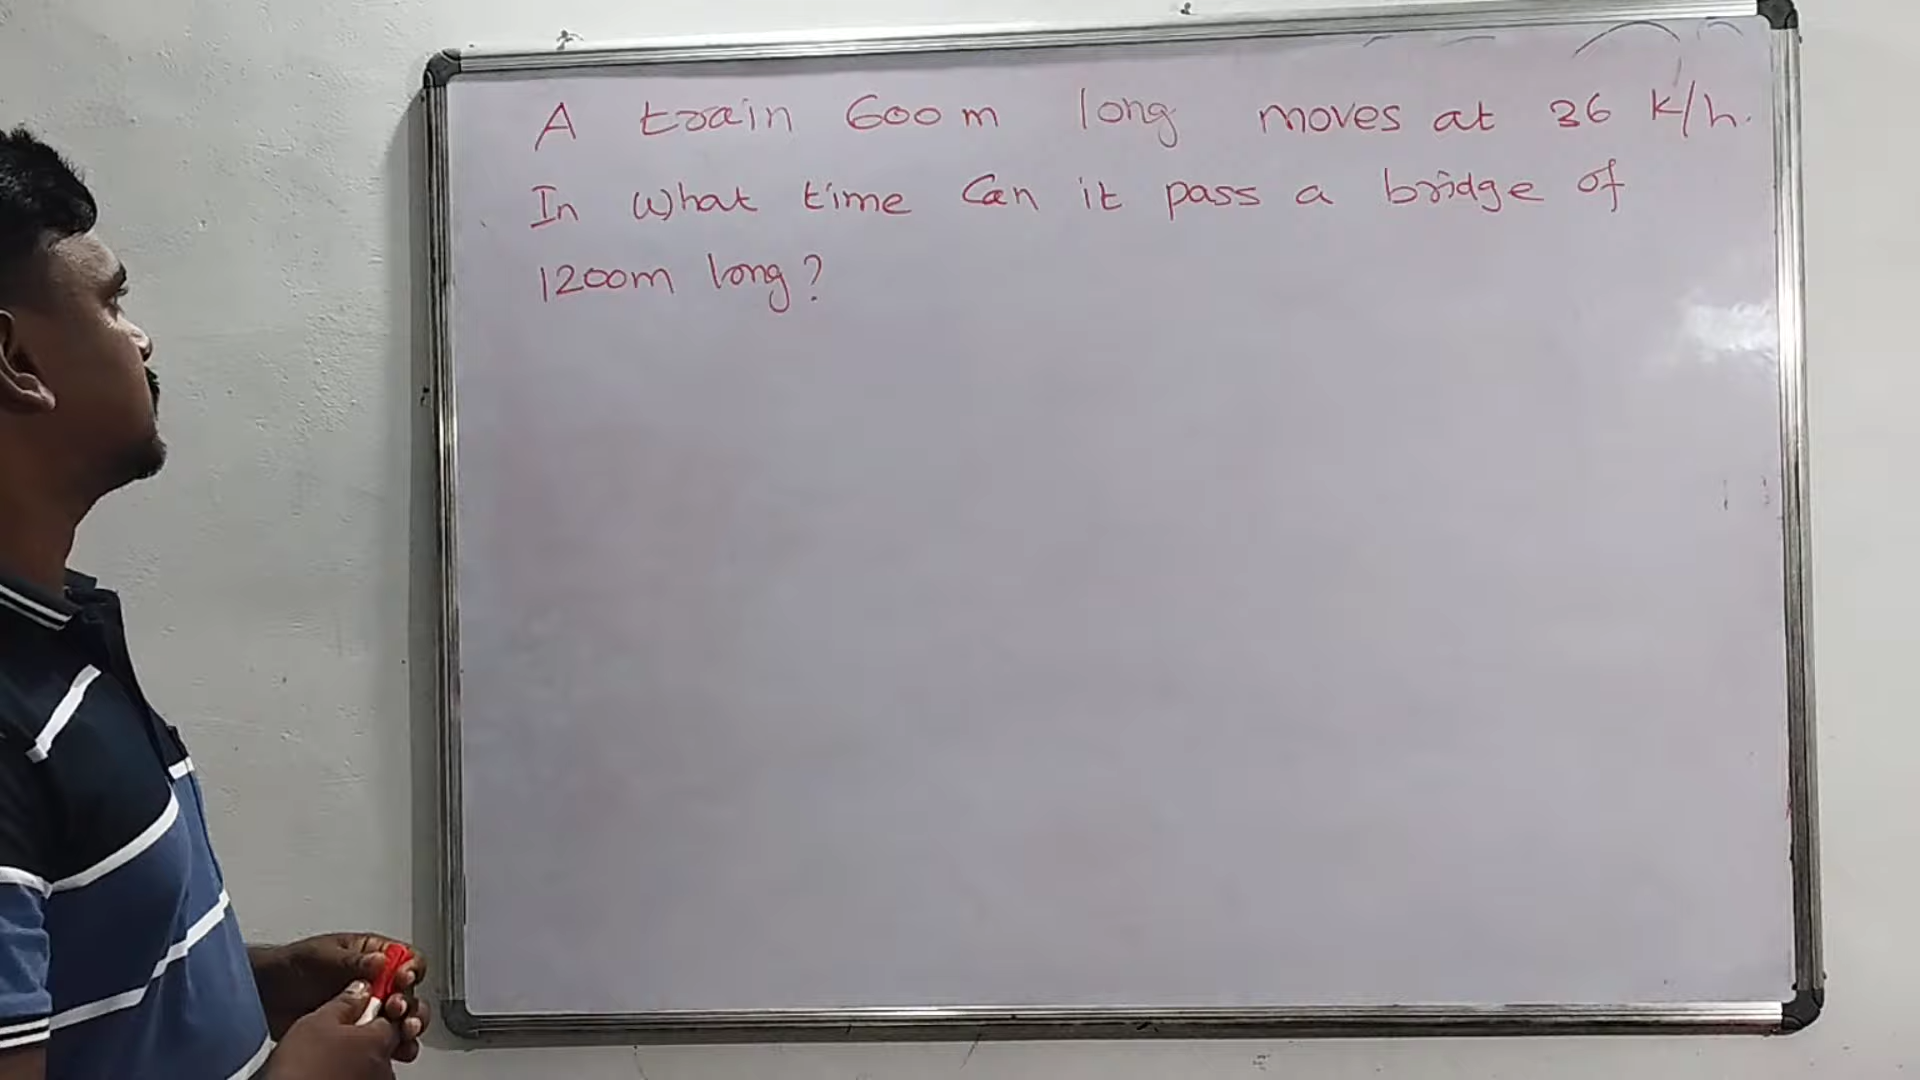 A train 600 m long moves at 36 k/h.
In what time Can it pass a bridge of
1200m long?